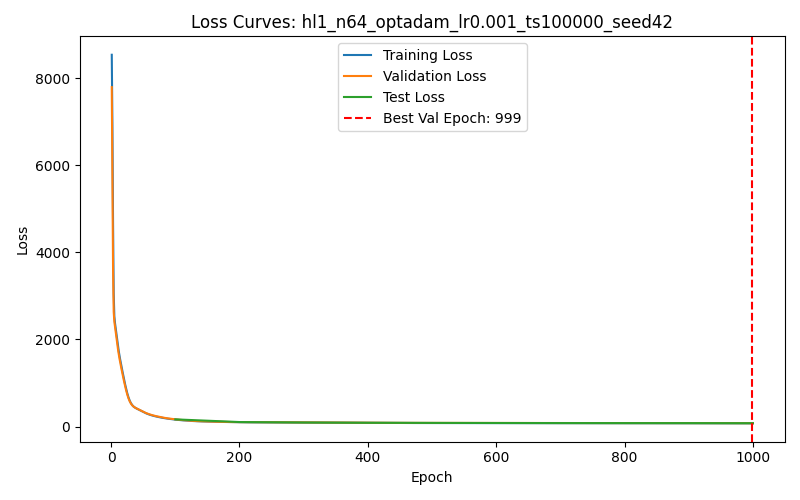 Loss Curves: hl1_n64_optadam_lr0.001_ts100000_seed42
Training Loss
Validation Loss
Test Loss
Best Val Epoch: 999
Loss
8000
6000
4000
2000
0
0 200 400 600 800 1000
Epoch